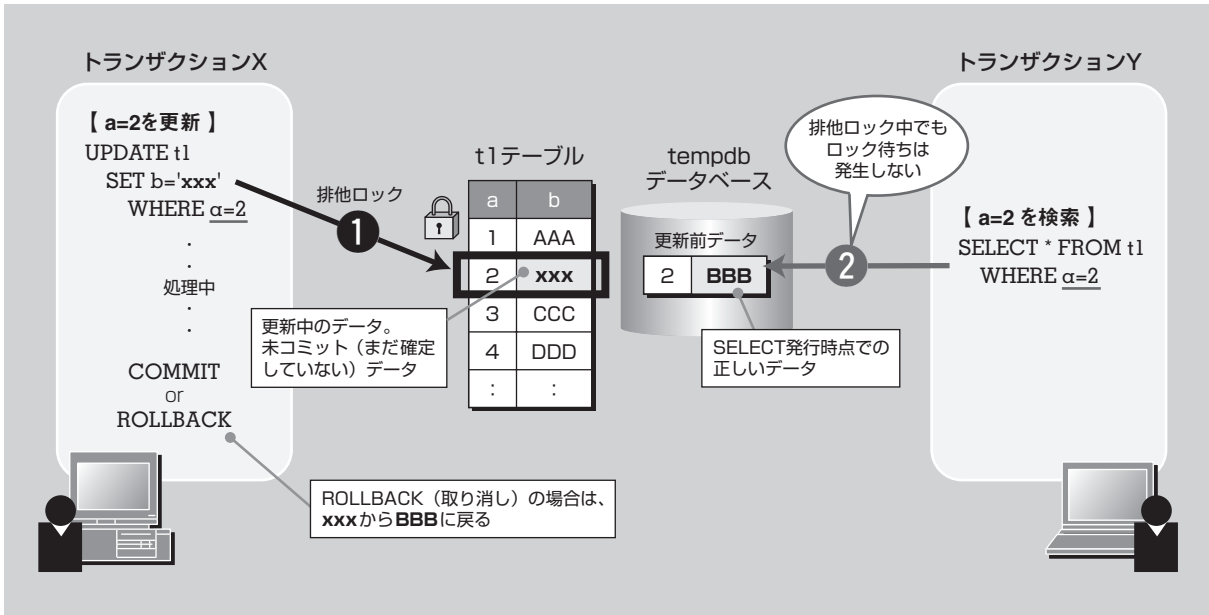 トランザクションX
【 a=2を更新 】
UPDATE t1
SET b='xxx'
WHERE α=2
.
.
処理中
.
.
COMMIT
or
ROLLBACK
排他ロック
1
t1テーブル
a b
1 AAA
2 xxx
3 CCC
4 DDD
: :
更新中のデータ。
未コミット（まだ確定
していない）データ
ROLLBACK（取り消し）の場合は、
xxxからBBBに戻る
tempdb
データベース
更新前データ
2 BBB
SELECT発行時点での
正しいデータ
2
排他ロック中でも
ロック待ちは
発生しない
トランザクションY
【 a=2 を検索 】
SELECT * FROM t1
WHERE α=2